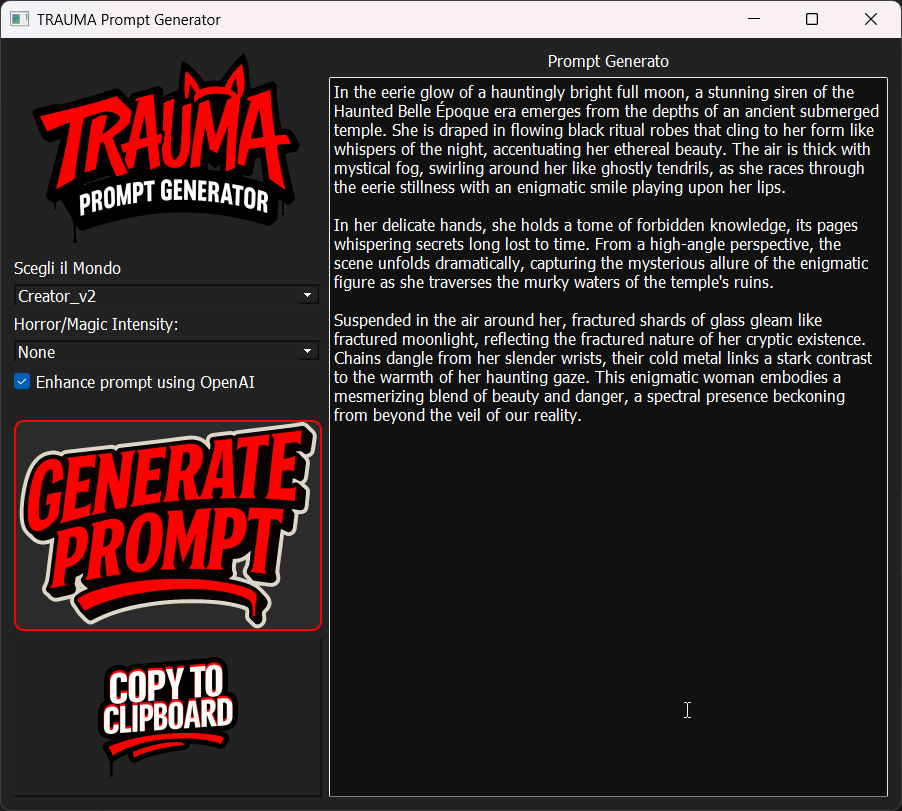 TRAUMA Prompt Generator
TRAUMA
PROMPT GENERATOR
Scegli il Mondo
Creator_v2
Horror/Magic Intensity:
None
Enhance prompt using OpenAI
GENERATE
PROMPT
COPY TO
CLIPBOARD
Prompt Generato
In the eerie glow of a hauntingly bright full moon, a stunning siren of the
Haunted Belle Époque era emerges from the depths of an ancient submerged
temple. She is draped in flowing black ritual robes that cling to her form like
whispers of the night, accentuating her ethereal beauty. The air is thick with
mystical fog, swirling around her like ghostly tendrils, as she races through
the eerie stillness with an enigmatic smile playing upon her lips.
In her delicate hands, she holds a tome of forbidden knowledge, its pages
whispering secrets long lost to time. From a high-angle perspective, the
scene unfolds dramatically, capturing the mysterious allure of the enigmatic
figure as she traverses the murky waters of the temple's ruins.
Suspended in the air around her, fractured shards of glass gleam like
fractured moonlight, reflecting the fractured nature of her cryptic existence.
Chains dangle from her slender wrists, their cold metal links a stark contrast
to the warmth of her haunting gaze. This enigmatic woman embodies a
mesmerizing blend of beauty and danger, a spectral presence beckoning
from beyond the veil of our reality.